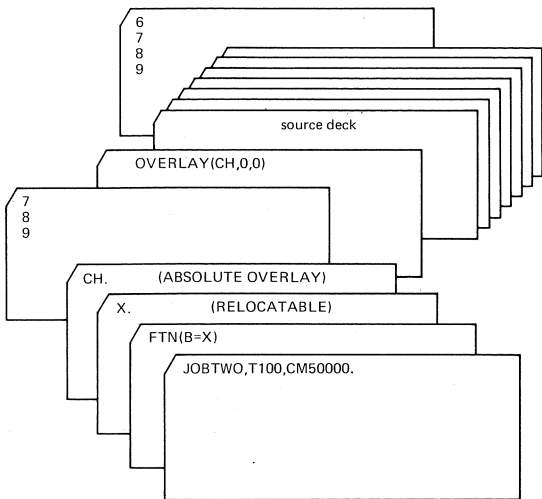 6
7
8
9
source deck
OVERLAY(CH,0,0)
7
8
9
CH. (ABSOLUTE OVERLAY)
X. (RELOCATABLE)
FTN(B=X)
JOBTWO,T100,CM50000.